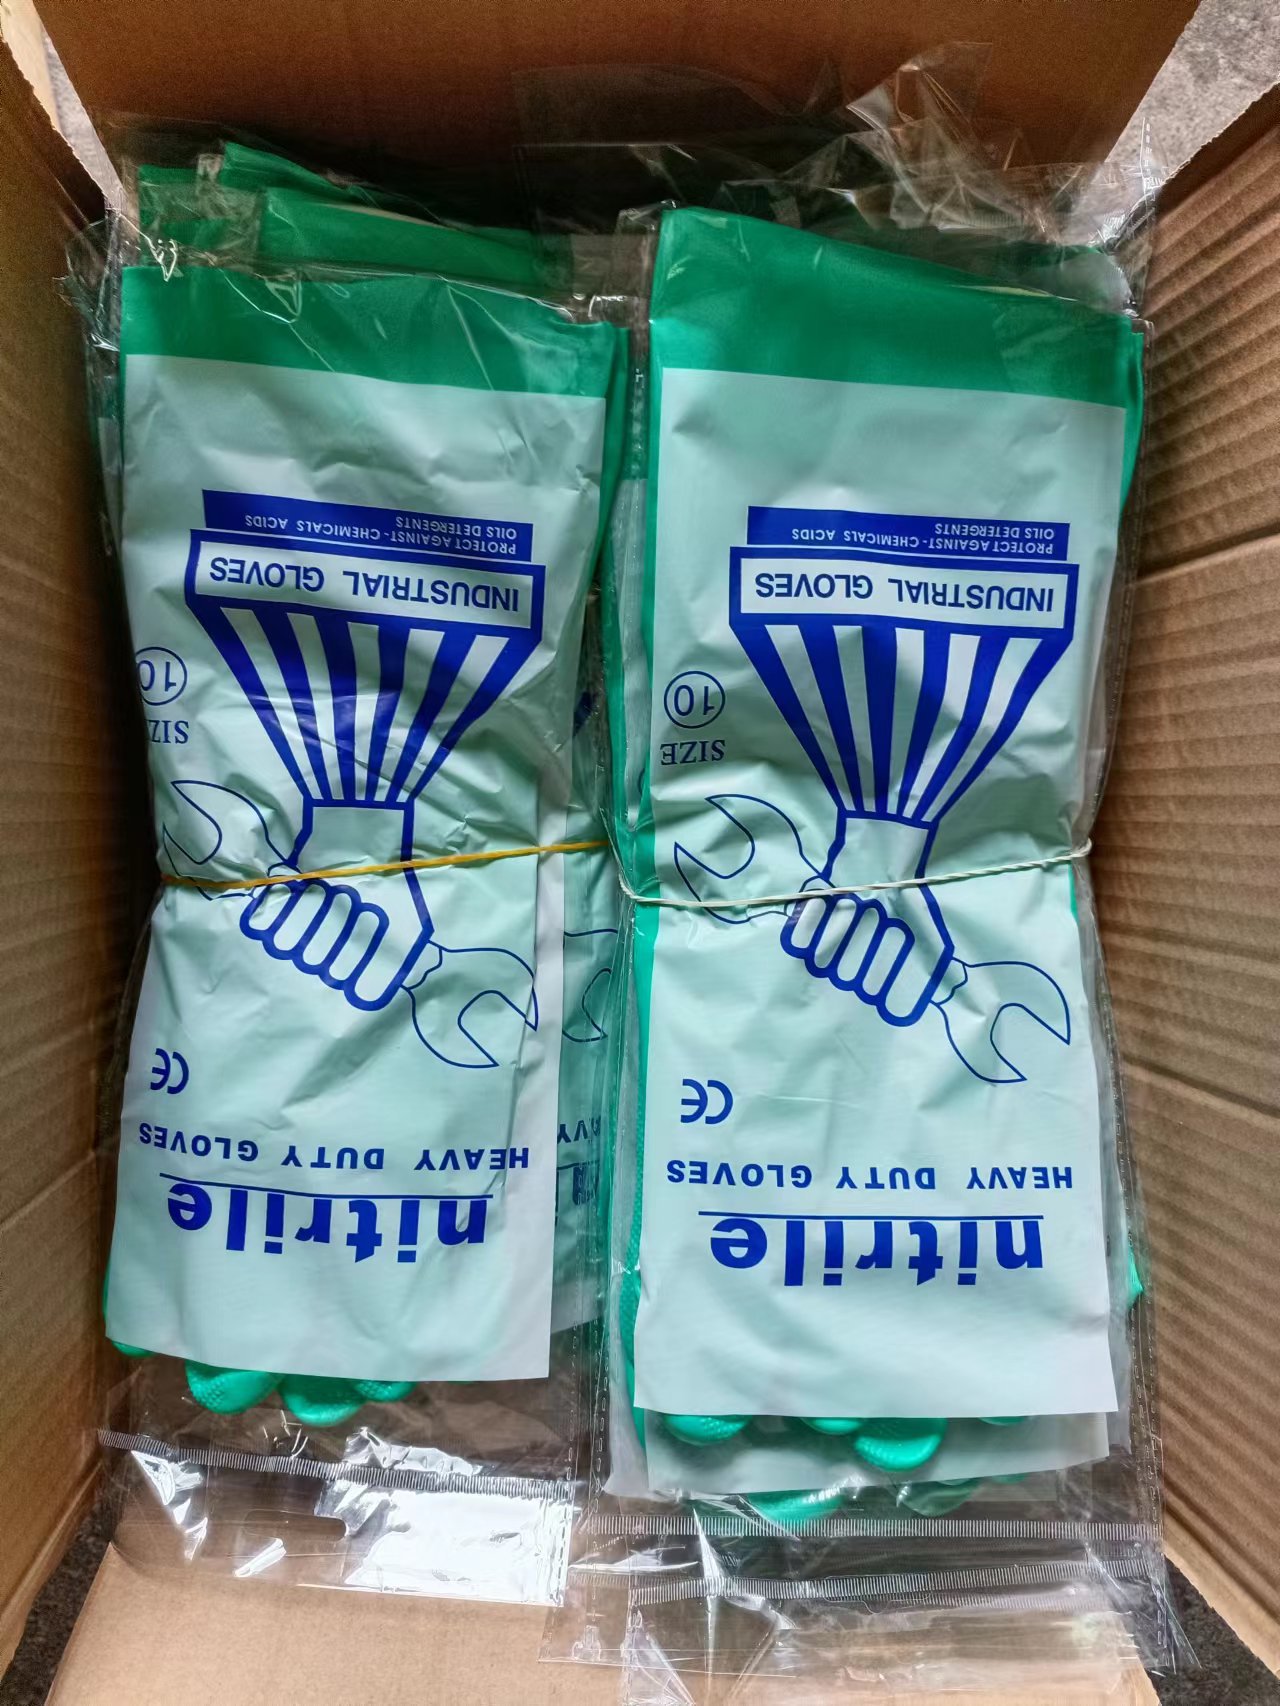 nitrile
HEAVY DUTY GLOVES
CE
SIZE
10
INDUSTRIAL GLOVES
PROTECT AGAINST-CHEMICALS ACIDS
OILS DETERGENTS
nitrile
HEAVY DUTY GLOVES
CE
SIZE
10
INDUSTRIAL GLOVES
PROTECT AGAINST-CHEMICALS ACIDS
OILS DETERGENTS